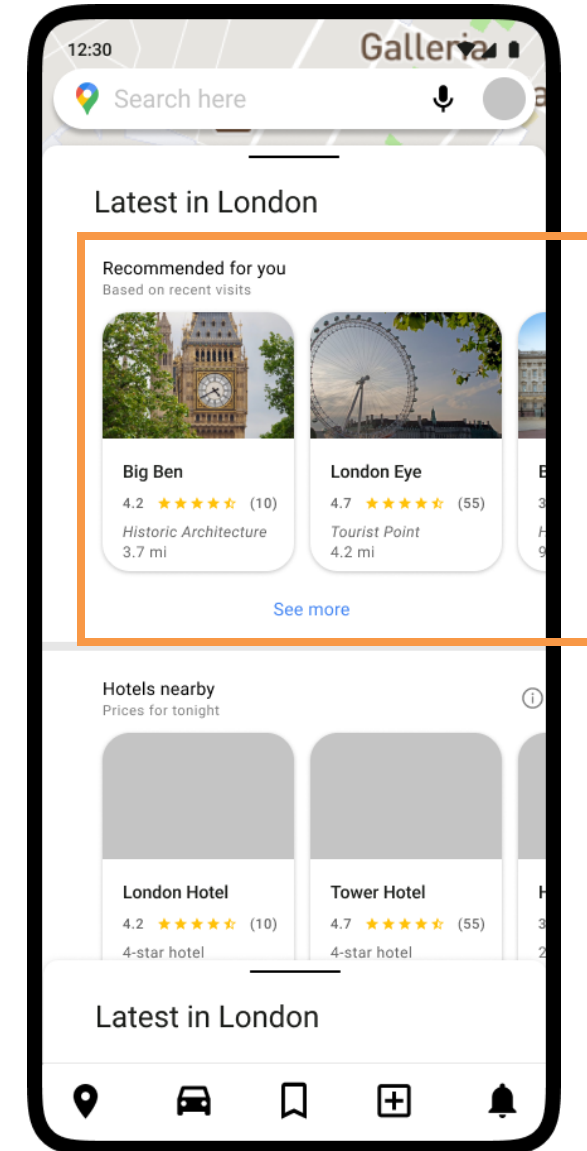 12:30
Galleria
Search here
Latest in London
Recommended for you
Based on recent visits
Big Ben
4.2 (10)
Historic Architecture
3.7 mi
London Eye
4.7 (55)
Tourist Point
4.2 mi
See more
Hotels nearby
Prices for tonight
London Hotel
4.2 (10)
4-star hotel
Tower Hotel
4.7 (55)
4-star hotel
Latest in London